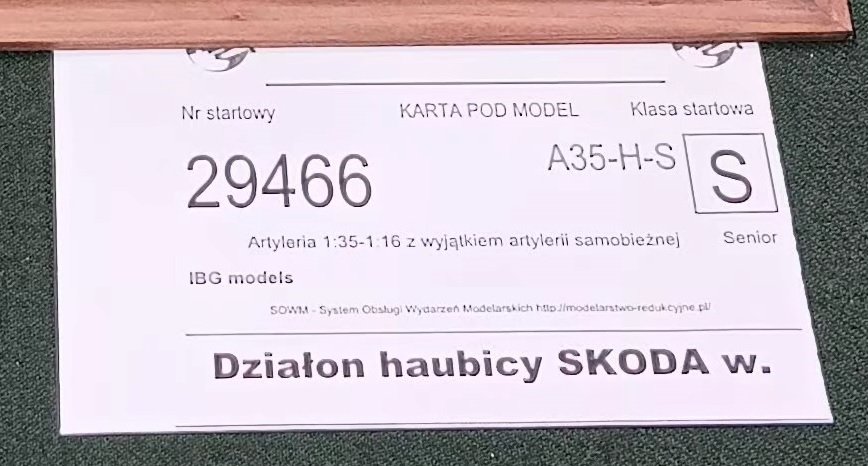 Nr startowy KARTA POD MODEL Klasa startowa
29466 A35-H-S S
Artyleria 1:35-1:16 z wyjątkiem artylerii samobieżnej Senior
IBG models
SOWM - System Obsługi Wydarzeń Modelarskich http://modelarstwo-redukcyjne.pl/
Działon haubicy SKODA w.